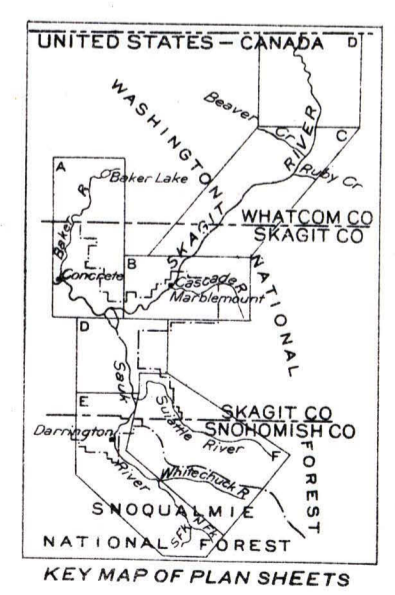 UNITED STATES – CANADA
D
WASHINGTON
Beaver Cr
C
RIVER
Ruby Cr
A
Baker Lake
Baker R
SKAGIT
WHATCOM CO
SKAGIT CO
B
Concrete
Cascade R
Marblemount
NATIONAL
D
Sauk
SKAGIT CO
SNOHOMISH CO
E
Suiattle
River
Darrington
F
River
Whitechuck R
FOREST
SNOQUALMIE
SFK
NFK
NATIONAL FOREST
KEY MAP OF PLAN SHEETS